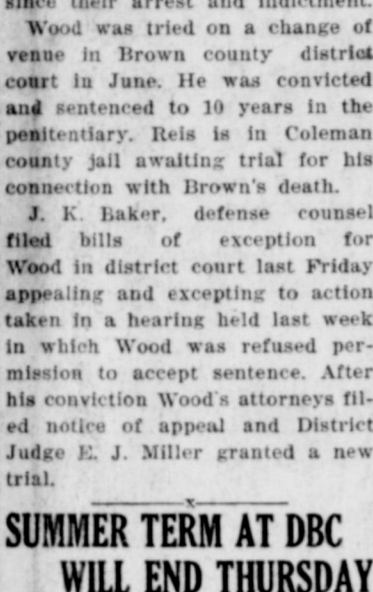 since their arrest and indictment.
Wood was tried on a change of
venue in Brown county district
court in June. He was convicted
and sentenced to 10 years in the
penitentiary. Reis is in Coleman
county jail awaiting trial for his
connection with Brown's death.
J. K. Baker, defense counsel
filed bills of exception for
Wood in district court last Friday
appealing and excepting to action
taken in a hearing held last week
in which Wood was refused per-
mission to accept sentence. After
his conviction Wood's attorneys fil-
ed notice of appeal and District
Judge E. J. Miller granted a new
trial.
x
SUMMER TERM AT DBC
WILL END THURSDAY